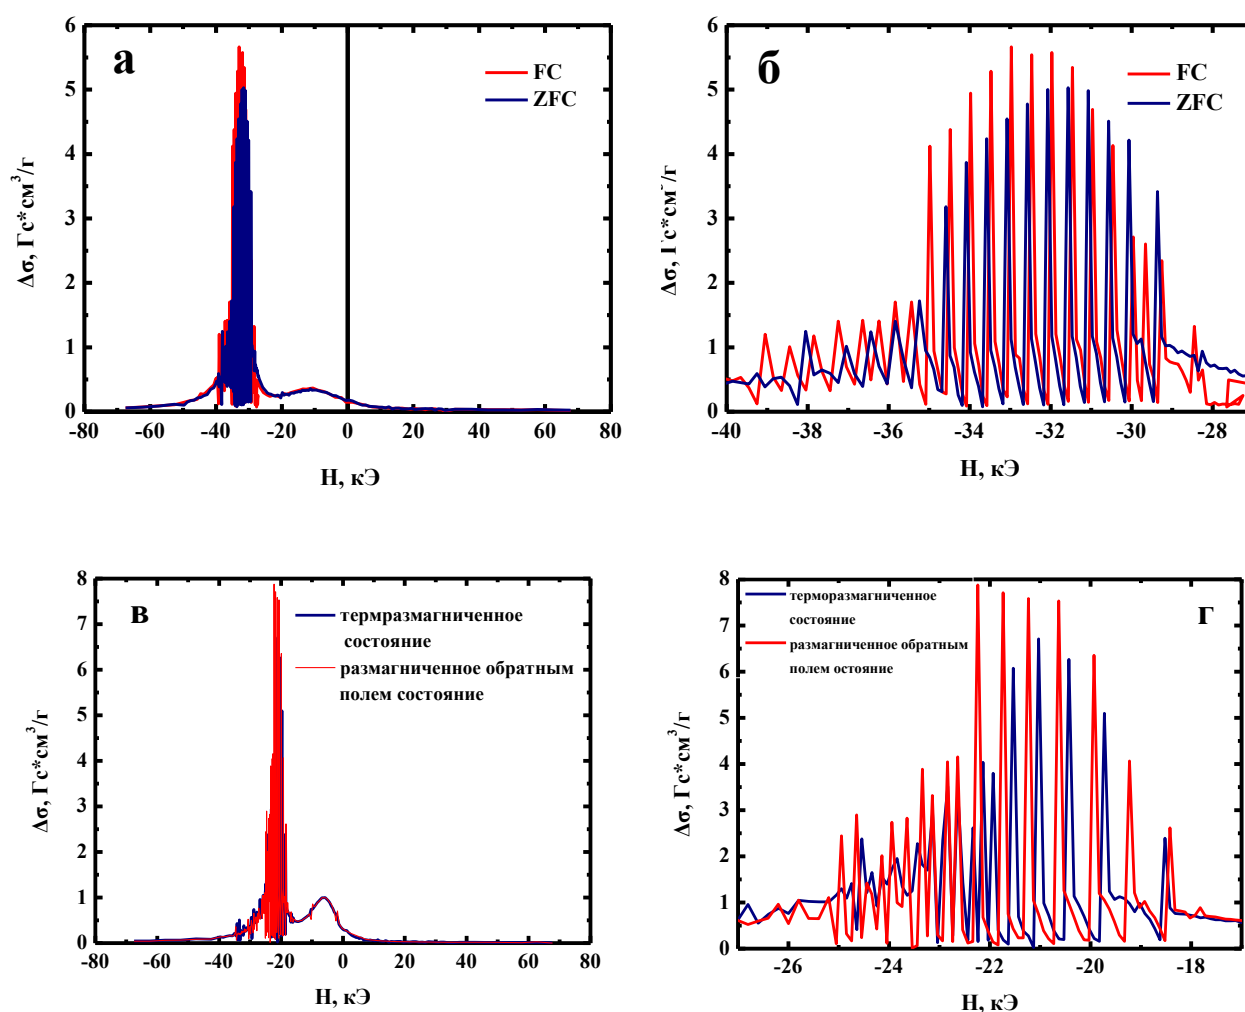 а
FC
ZFC
6
5
4
3
2
1
0
-80 -60 -40 -20 0 20 40 60 80
Δσ, Гс*см³/г
Н, кЭ
б
FC
ZFC
6
5
4
3
2
1
0
-40 -38 -36 -34 -32 -30 -28
Δσ, Гс*см³/г
Н, кЭ
в
термразмагниченное
состояние
размагниченное обратным
полем состояние
8
7
6
5
4
3
2
1
0
-80 -60 -40 -20 0 20 40 60 80
Δσ, Гс*см³/г
Н, кЭ
г
терморазмагниченное
состояние
размагниченное обратным
полем остояние
8
7
6
5
4
3
2
1
0
-26 -24 -22 -20 -18
Δσ, Гс*см³/г
Н, кЭ